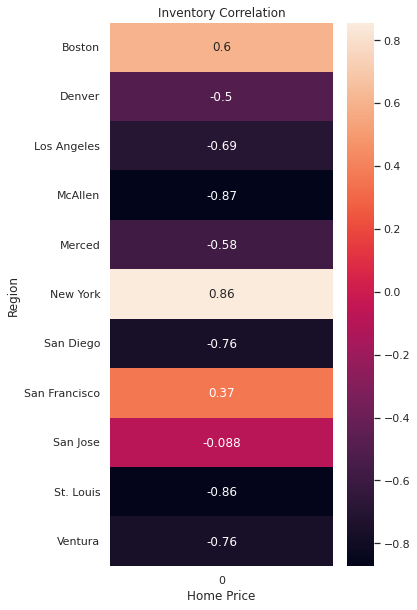 Inventory Correlation
Region
Boston 0.6
Denver -0.5
Los Angeles -0.69
McAllen -0.87
Merced -0.58
New York 0.86
San Diego -0.76
San Francisco 0.37
San Jose -0.088
St. Louis -0.86
Ventura -0.76
0
Home Price
0.8
0.6
0.4
0.2
0.0
−0.2
−0.4
−0.6
−0.8